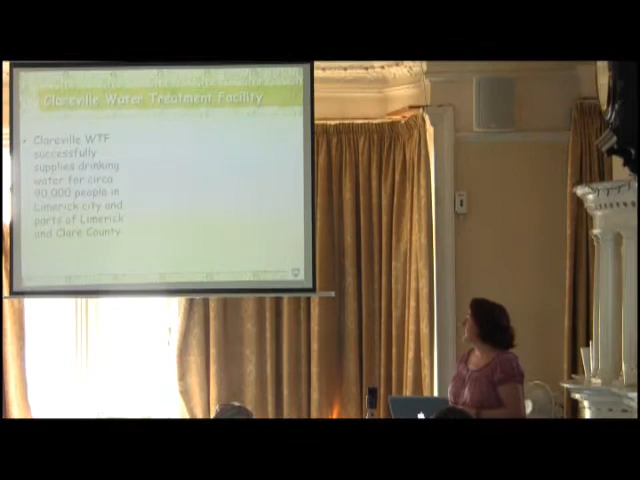 Clareville Water Treatment Facility
• Clareville WTF
successfully
supplies drinking
water for circa
90,000 people in
Limerick city and
parts of Limerick
and Clare County